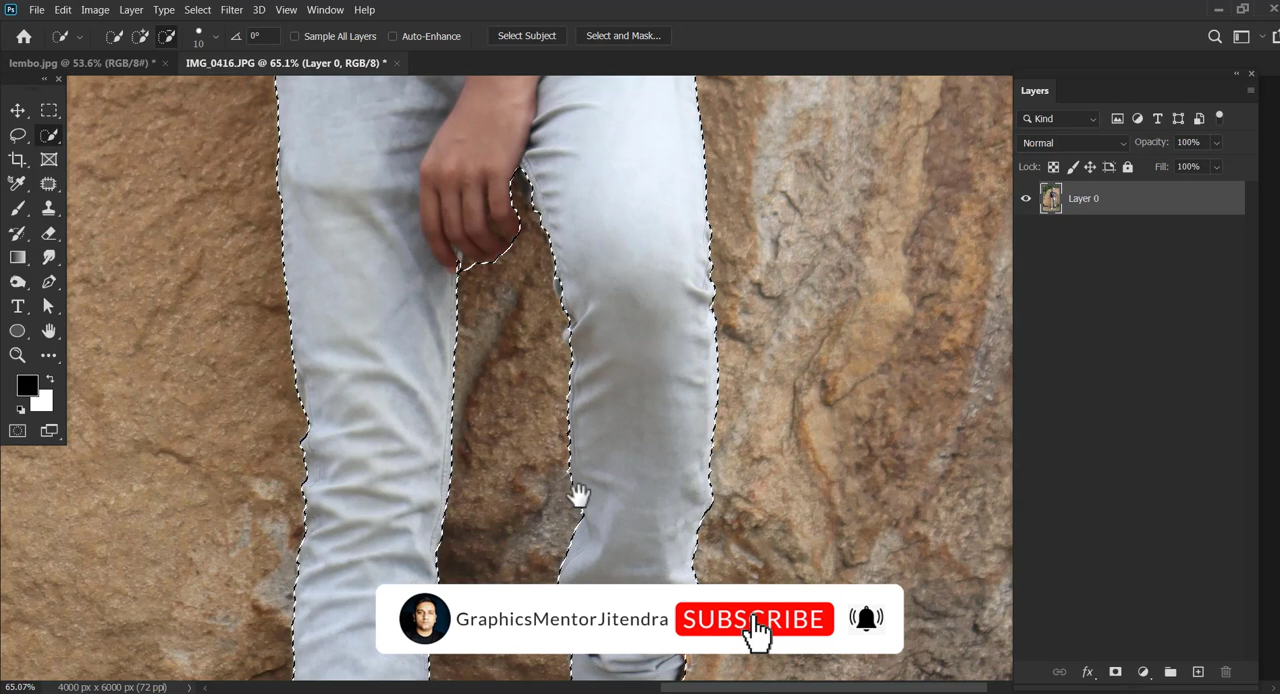 Ps File Edit Image Layer Type Select Filter 3D View Window Help
10 0° Sample All Layers Auto-Enhance Select Subject Select and Mask...
lembo.jpg @ 53.6% (RGB/8#) * × IMG_0416.JPG @ 65.1% (Layer 0, RGB/8) * ×
Layers
Kind
Normal Opacity: 100%
Lock: Fill: 100%
Layer 0
GraphicsMentorJitendra SUBSCRIBE
65.07% 4000 px x 6000 px (72 ppi)